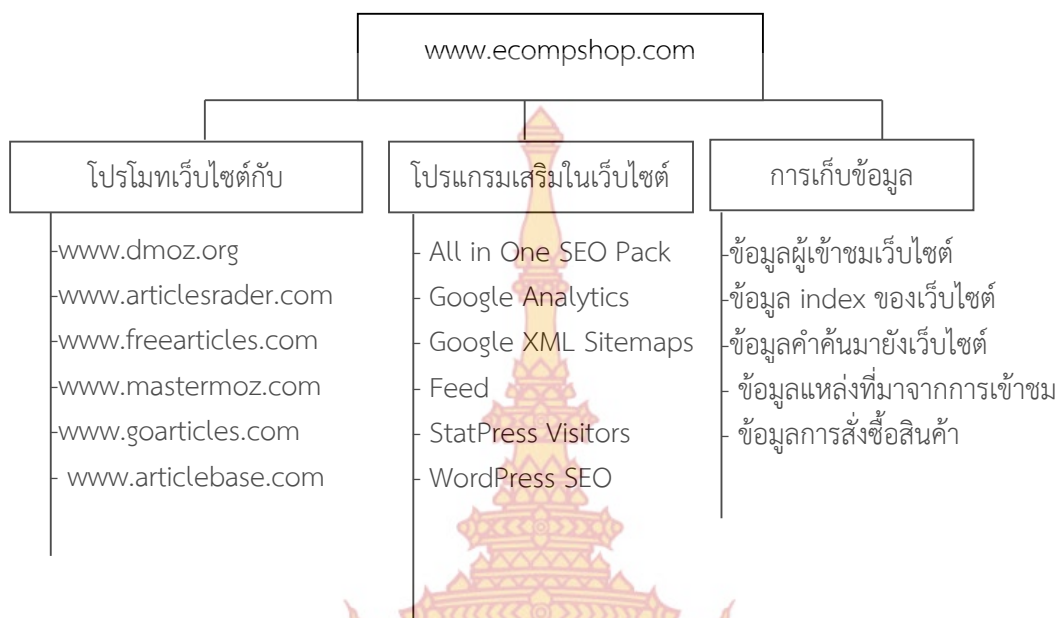 www.ecompshop.com
โปรโมทเว็บไซต์กับ
-www.dmoz.org
-www.articlesrader.com
-www.freearticles.com
-www.mastermoz.com
-www.goarticles.com
- www.articlebase.com
โปรแกรมเสริมในเว็บไซต์
- All in One SEO Pack
- Google Analytics
- Google XML Sitemaps
- Feed
- StatPress Visitors
- WordPress SEO
การเก็บข้อมูล
-ข้อมูลผู้เข้าชมเว็บไซต์
-ข้อมูล index ของเว็บไซต์
-ข้อมูลคำค้นมายังเว็บไซต์
- ข้อมูลแหล่งที่มาจากการเข้าชม
- ข้อมูลการสั่งซื้อสินค้า